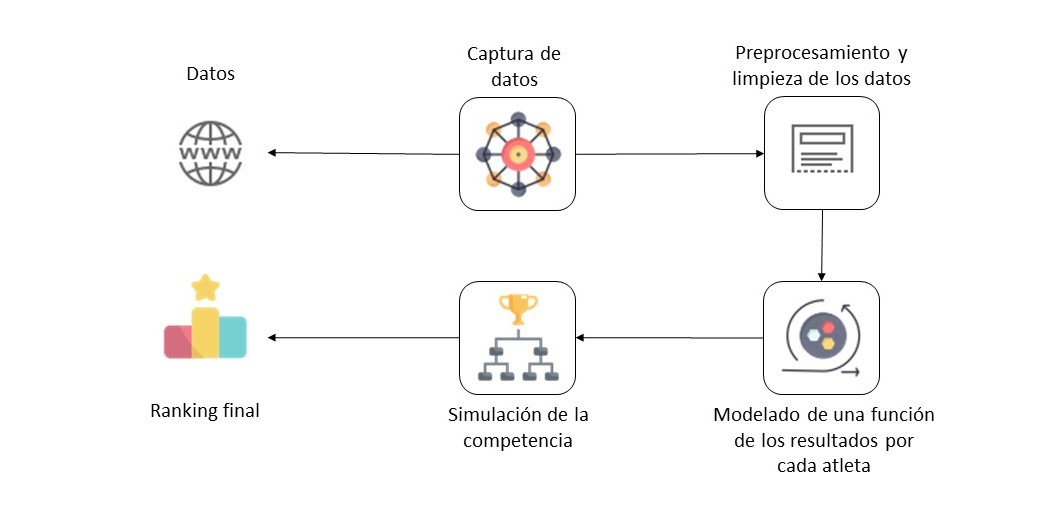 Datos
Captura de
datos
Preprocesamiento y
limpieza de los datos
www
Ranking final
Simulación de la
competencia
Modelado de una función
de los resultados por
cada atleta